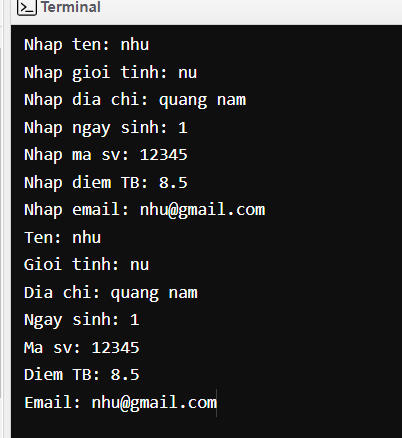 Terminal
Nhap ten: nhu
Nhap gioi tinh: nu
Nhap dia chi: quang nam
Nhap ngay sinh: 1
Nhap ma sv: 12345
Nhap diem TB: 8.5
Nhap email: nhu@gmail.com
Ten: nhu
Gioi tinh: nu
Dia chi: quang nam
Ngay sinh: 1
Ma sv: 12345
Diem TB: 8.5
Email: nhu@gmail.com